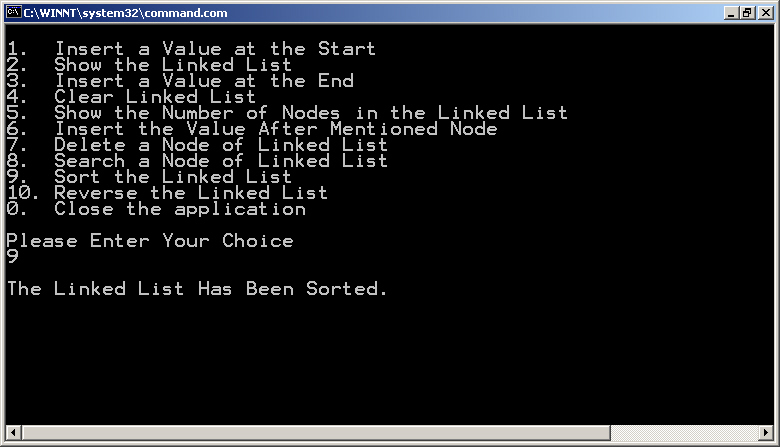 C:\WINNT\system32\command.com
1.  Insert a Value at the Start
2.  Show the Linked List
3.  Insert a Value at the End
4.  Clear Linked List
5.  Show the Number of Nodes in the Linked List
6.  Insert the Value After Mentioned Node
7.  Delete a Node of Linked List
8.  Search a Node of Linked List
9.  Sort the Linked List
10. Reverse the Linked List
0.  Close the application
Please Enter Your Choice
9
The Linked List Has Been Sorted.